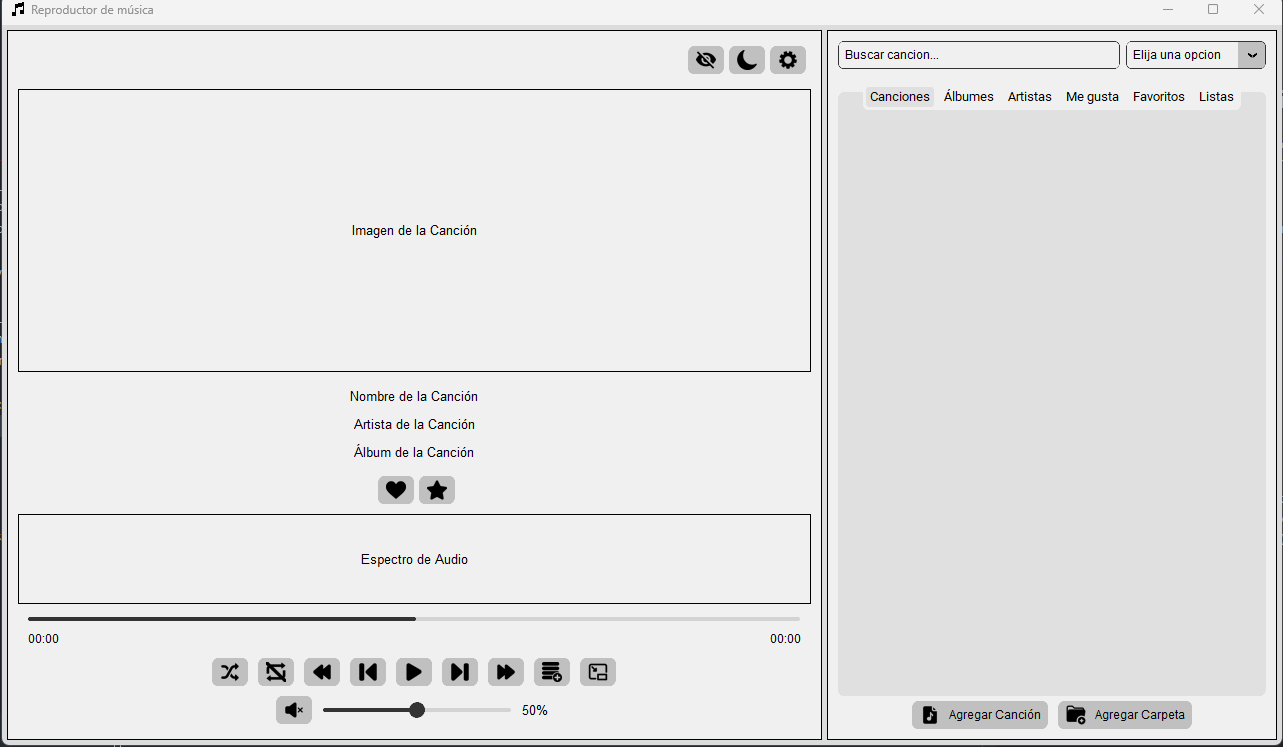 Reproductor de música
Imagen de la Canción
Nombre de la Canción
Artista de la Canción
Álbum de la Canción
Espectro de Audio
00:00 00:00
50%
Buscar cancion... Elija una opcion
Canciones Álbumes Artistas Me gusta Favoritos Listas
Agregar Canción Agregar Carpeta